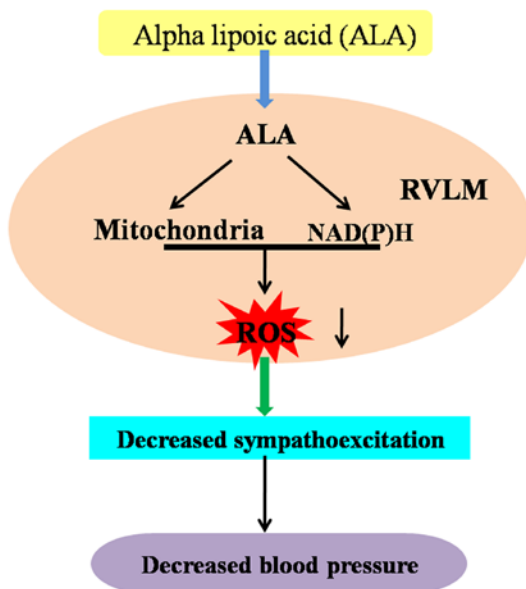 Alpha lipoic acid (ALA)
ALA
RVLM
Mitochondria NAD(P)H
ROS
Decreased sympathoexcitation
Decreased blood pressure